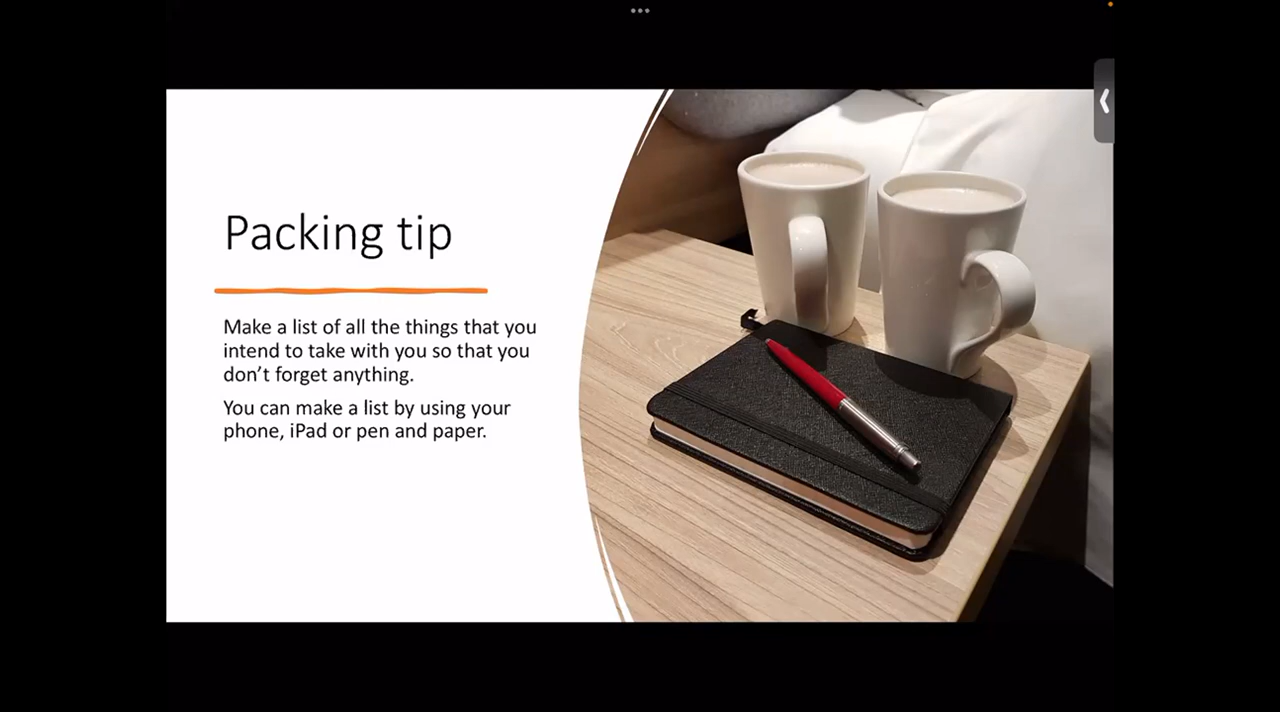 Packing tip
Make a list of all the things that you
intend to take with you so that you
don't forget anything.
You can make a list by using your
phone, iPad or pen and paper.